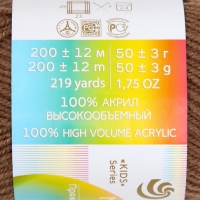 200 ± 12 м 50 ± 3 г
200 ± 12 m 50 ± 3 g
219 yards 1,75 OZ
100% АКРИЛ
ВЫСОКООБЪЕМНЫЙ
100% HIGH VOLUME ACRYLIC
«KIDS»
Series